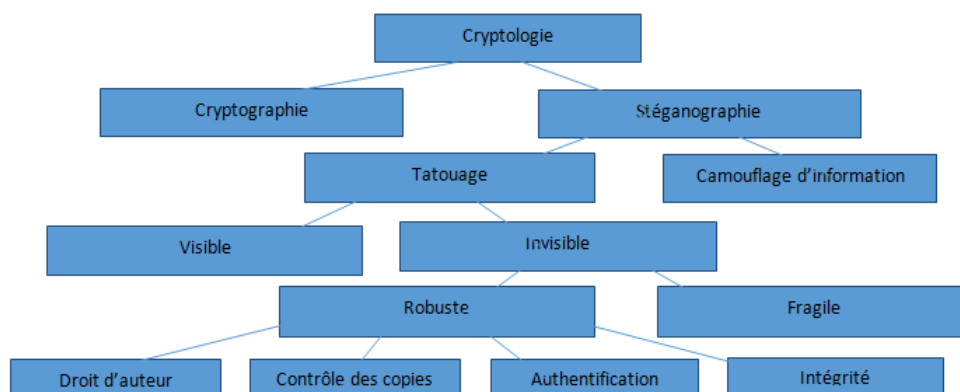 Cryptologie
Cryptographie
Stéganographie
Tatouage
Camouflage d'information
Visible
Invisible
Robuste
Fragile
Droit d'auteur
Contrôle des copies
Authentification
Intégrité